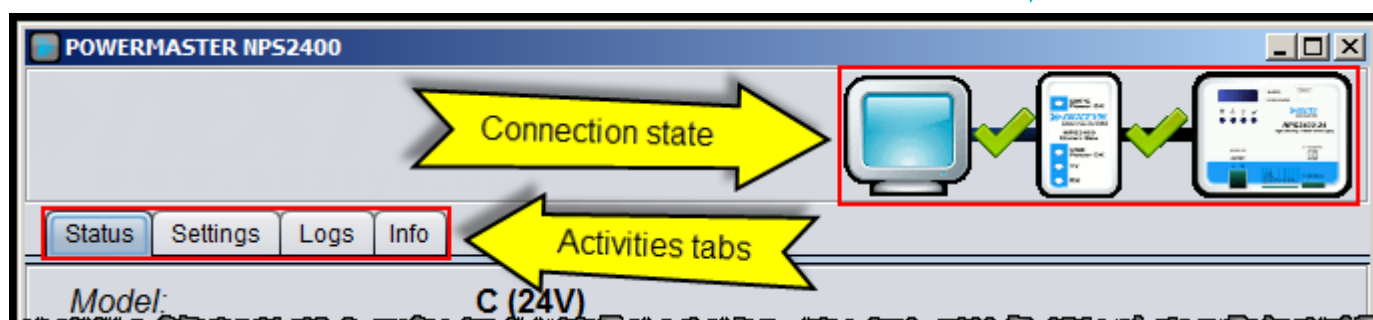 POWERMASTER NPS2400
Connection state
Status Settings Logs Info
Activities tabs
Model: C (24V)